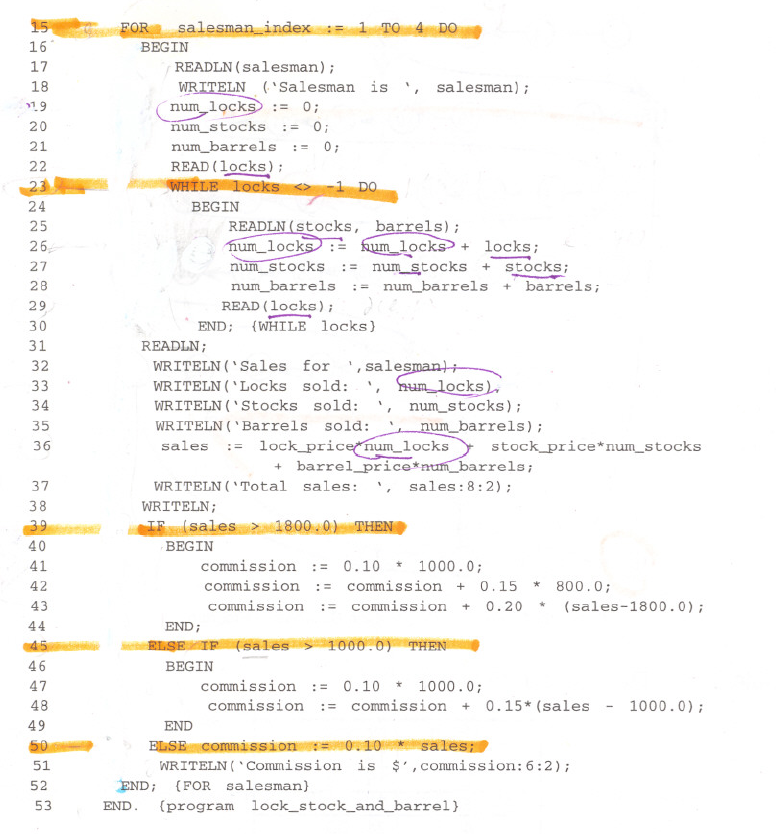 15 FOR salesman_index := 1 TO 4 DO
16 BEGIN
17 READLN(salesman);
18 WRITELN (‘Salesman is ‘, salesman);
19 num_locks := 0;
20 num_stocks := 0;
21 num_barrels := 0;
22 READ(locks);
23 WHILE locks <> -1 DO
24 BEGIN
25 READLN(stocks, barrels);
26 num_locks := num_locks + locks;
27 num_stocks := num_stocks + stocks;
28 num_barrels := num_barrels + barrels;
29 READ(locks);
30 END; {WHILE locks}
31 READLN;
32 WRITELN(‘Sales for ‘,salesman);
33 WRITELN(‘Locks sold: ‘, num_locks);
34 WRITELN(‘Stocks sold: ‘, num_stocks);
35 WRITELN(‘Barrels sold: ‘, num_barrels);
36 sales := lock_price*num_locks + stock_price*num_stocks
+ barrel_price*num_barrels;
37 WRITELN(‘Total sales: ‘, sales:8:2);
38 WRITELN;
39 IF (sales > 1800.0) THEN
40 BEGIN
41 commission := 0.10 * 1000.0;
42 commission := commission + 0.15 * 800.0;
43 commission := commission + 0.20 * (sales-1800.0);
44 END;
45 ELSE IF (sales > 1000.0) THEN
46 BEGIN
47 commission := 0.10 * 1000.0;
48 commission := commission + 0.15*(sales - 1000.0);
49 END
50 ELSE commission := 0.10 * sales;
51 WRITELN(‘Commission is $’,commission:6:2);
52 END; {FOR salesman}
53 END. {program lock_stock_and_barrel}